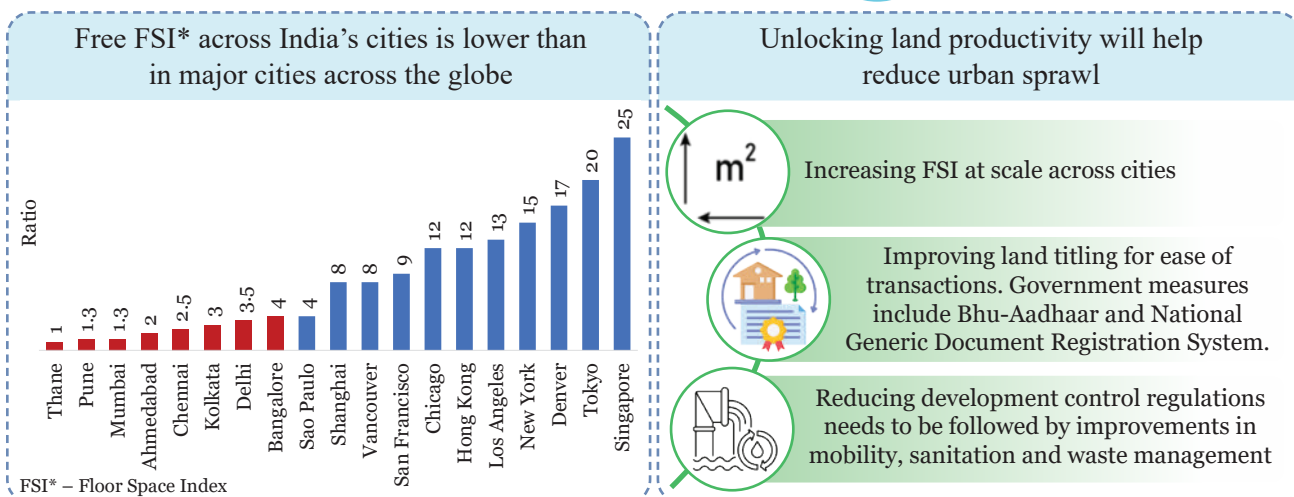 Free FSI* across India's cities is lower than
in major cities across the globe
Ratio
1
1.3
1.3
2
2.5
3
3.5
4
4
8
8
9
12
12
13
15
17
20
25
Thane
Pune
Mumbai
Ahmedabad
Chennai
Kolkata
Delhi
Bangalore
Sao Paulo
Shanghai
Vancouver
San Francisco
Chicago
Hong Kong
Los Angeles
New York
Denver
Tokyo
Singapore
FSI* – Floor Space Index
Unlocking land productivity will help
reduce urban sprawl
m²
Increasing FSI at scale across cities
Improving land titling for ease of
transactions. Government measures
include Bhu-Aadhaar and National
Generic Document Registration System.
Reducing development control regulations
needs to be followed by improvements in
mobility, sanitation and waste management